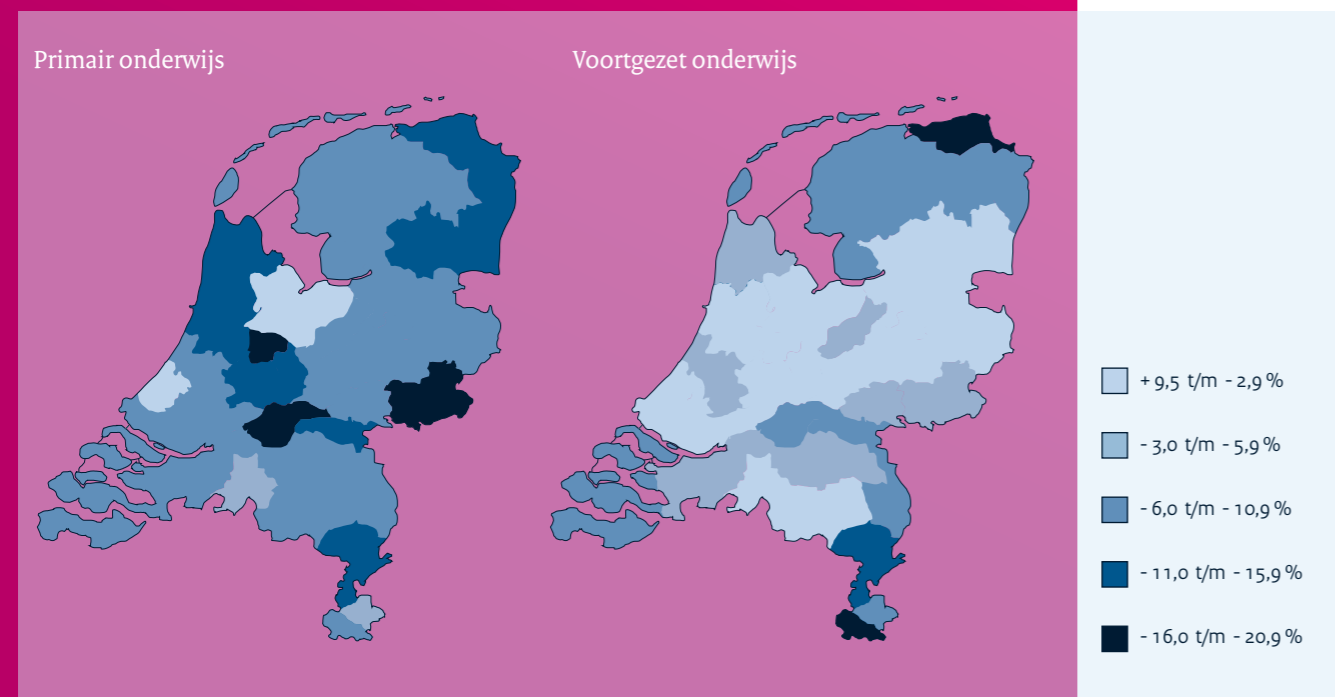 Primair onderwijs
Voortgezet onderwijs
+ 9,5 t/m - 2,9 %
- 3,0 t/m - 5,9 %
- 6,0 t/m - 10,9 %
- 11,0 t/m - 15,9 %
- 16,0 t/m - 20,9 %